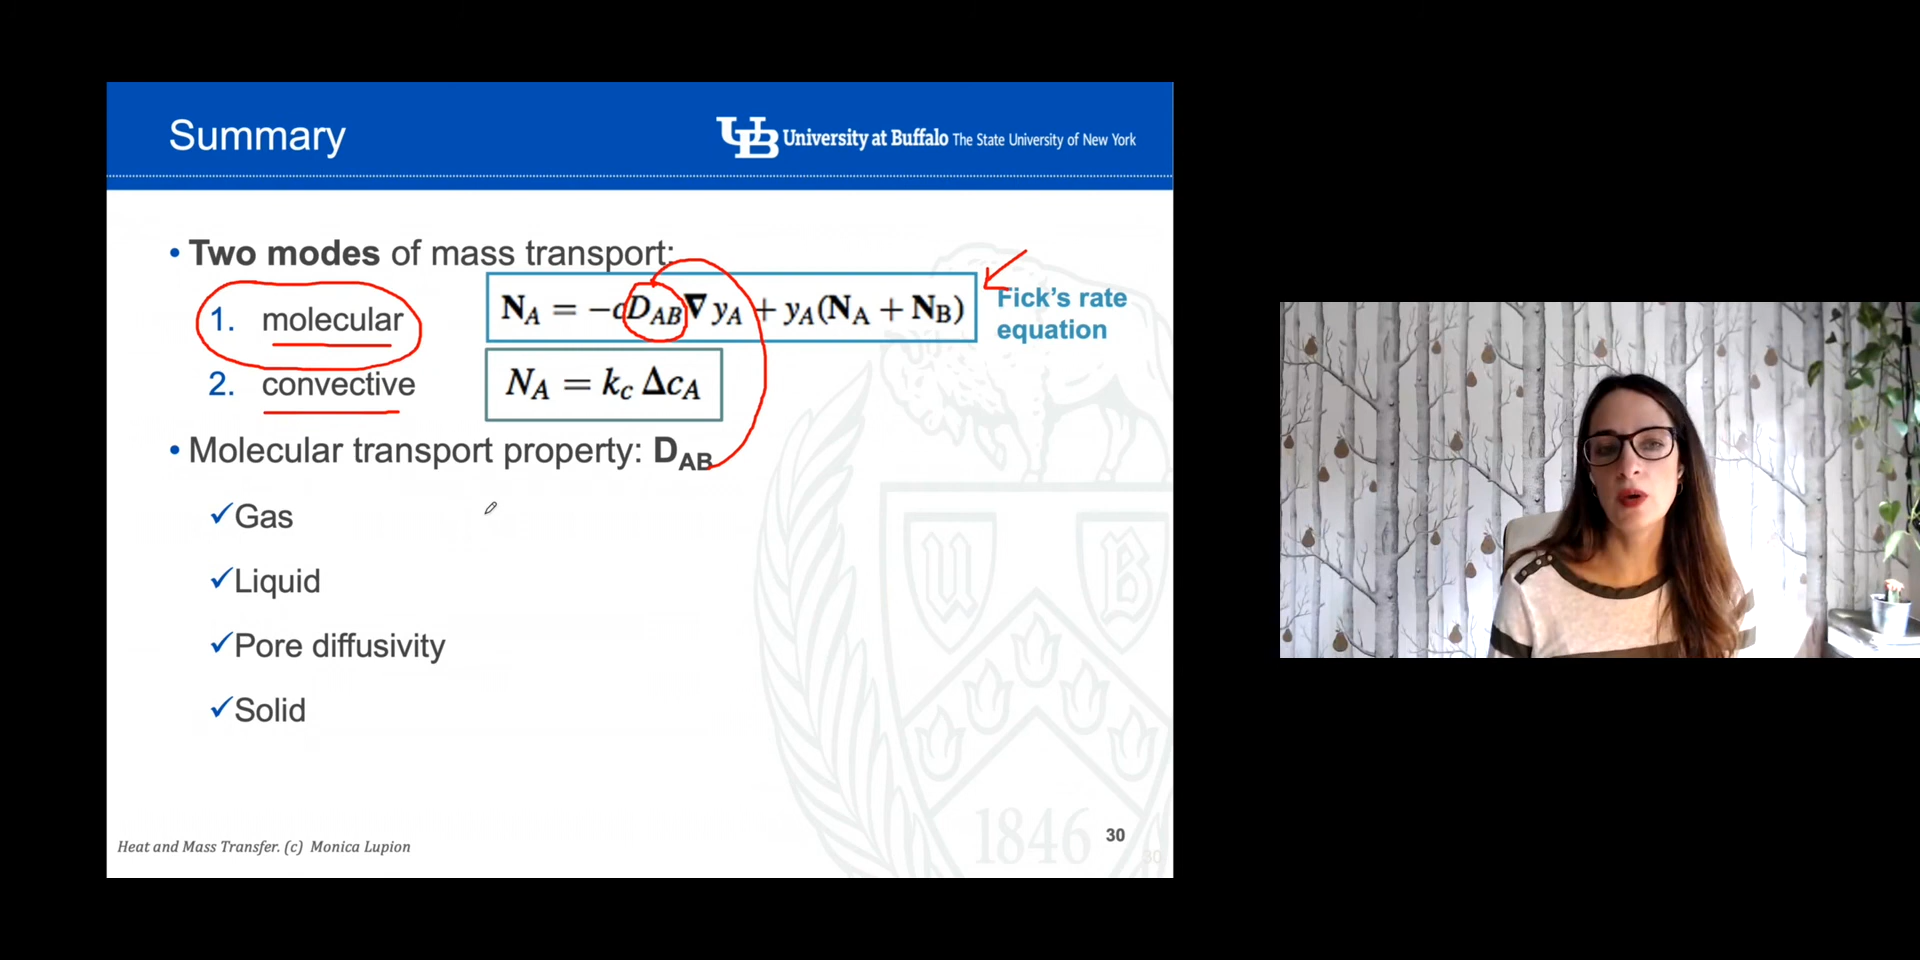 Summary
UB University at Buffalo The State University of New York
• Two modes of mass transport:
1. molecular
N_A = −cD_AB ∇ y_A + y_A(N_A + N_B)
Fick's rate
equation
2. convective
N_A = k_c Δc_A
• Molecular transport property: D_AB
✓Gas
✓Liquid
✓Pore diffusivity
✓Solid
U B
1846
30
30
Heat and Mass Transfer. (c) Monica Lupion